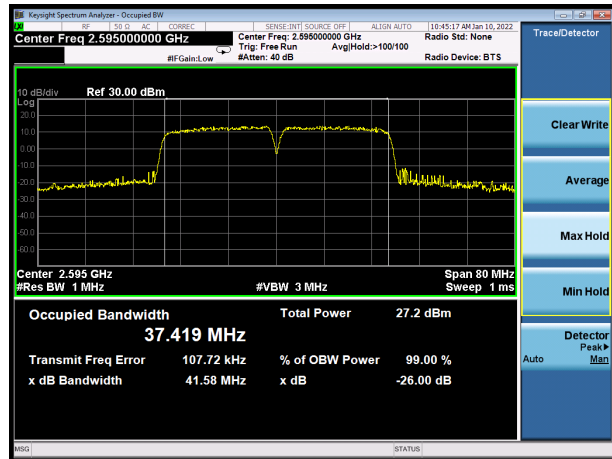 Keysight Spectrum Analyzer - Occupied BW
LXI RF 50 Ω AC CORREC SENSE:INT SOURCE OFF ALIGN AUTO 10:45:17 AM Jan 10, 2022
Center Freq 2.595000000 GHz
Center Freq: 2.595000000 GHz
Radio Std: None
Trig: Free Run Avg|Hold:>100/100
#IFGain:Low #Atten: 40 dB Radio Device: BTS
Trace/Detector
10 dB/div Ref 30.00 dBm
Log
20.0
10.0
0.00
-10.0
-20.0
-30.0
-40.0
-50.0
-60.0
Center 2.595 GHz Span 80 MHz
#Res BW 1 MHz #VBW 3 MHz Sweep 1 ms
Clear Write
Average
Max Hold
Min Hold
Detector
Peak▶
Auto Man
Occupied Bandwidth Total Power 27.2 dBm
37.419 MHz
Transmit Freq Error 107.72 kHz % of OBW Power 99.00 %
x dB Bandwidth 41.58 MHz x dB -26.00 dB
MSG STATUS